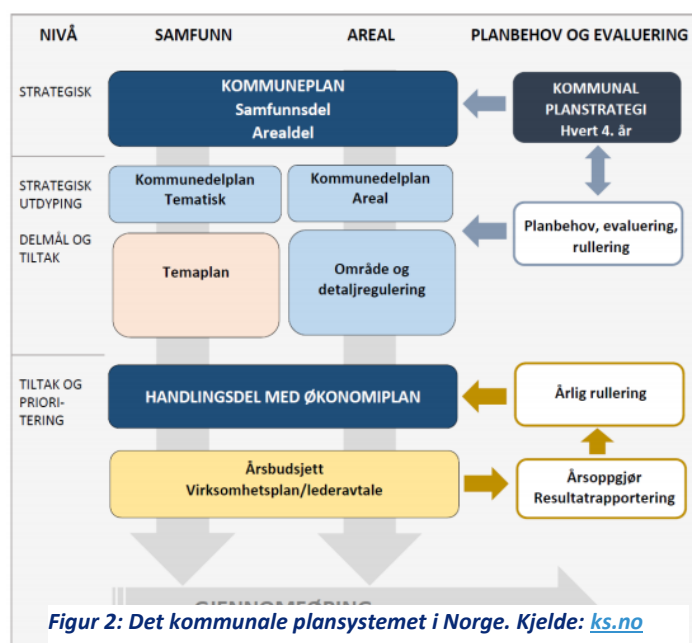 NIVÅ
SAMFUNN
AREAL
PLANBEHOV OG EVALUERING
STRATEGISK
KOMMUNEPLAN
Samfunnsdel
Arealdel
KOMMUNAL
PLANSTRATEGI
Hvert 4. år
STRATEGISK
UTDYPING
Kommunedelplan
Tematisk
Kommunedelplan
Areal
Planbehov, evaluering,
rullering
DELMÅL OG
TILTAK
Temaplan
Område og
detaljregulering
TILTAK OG
PRIORI-
TERING
HANDLINGSDEL MED ØKONOMIPLAN
Årlig rullering
Årsbudsjett
Virksomhetsplan/lederavtale
Årsoppgjør
Resultatrapportering
GJENNOMFØRING
Figur 2: Det kommunale plansystemet i Norge. Kjelde: ks.no